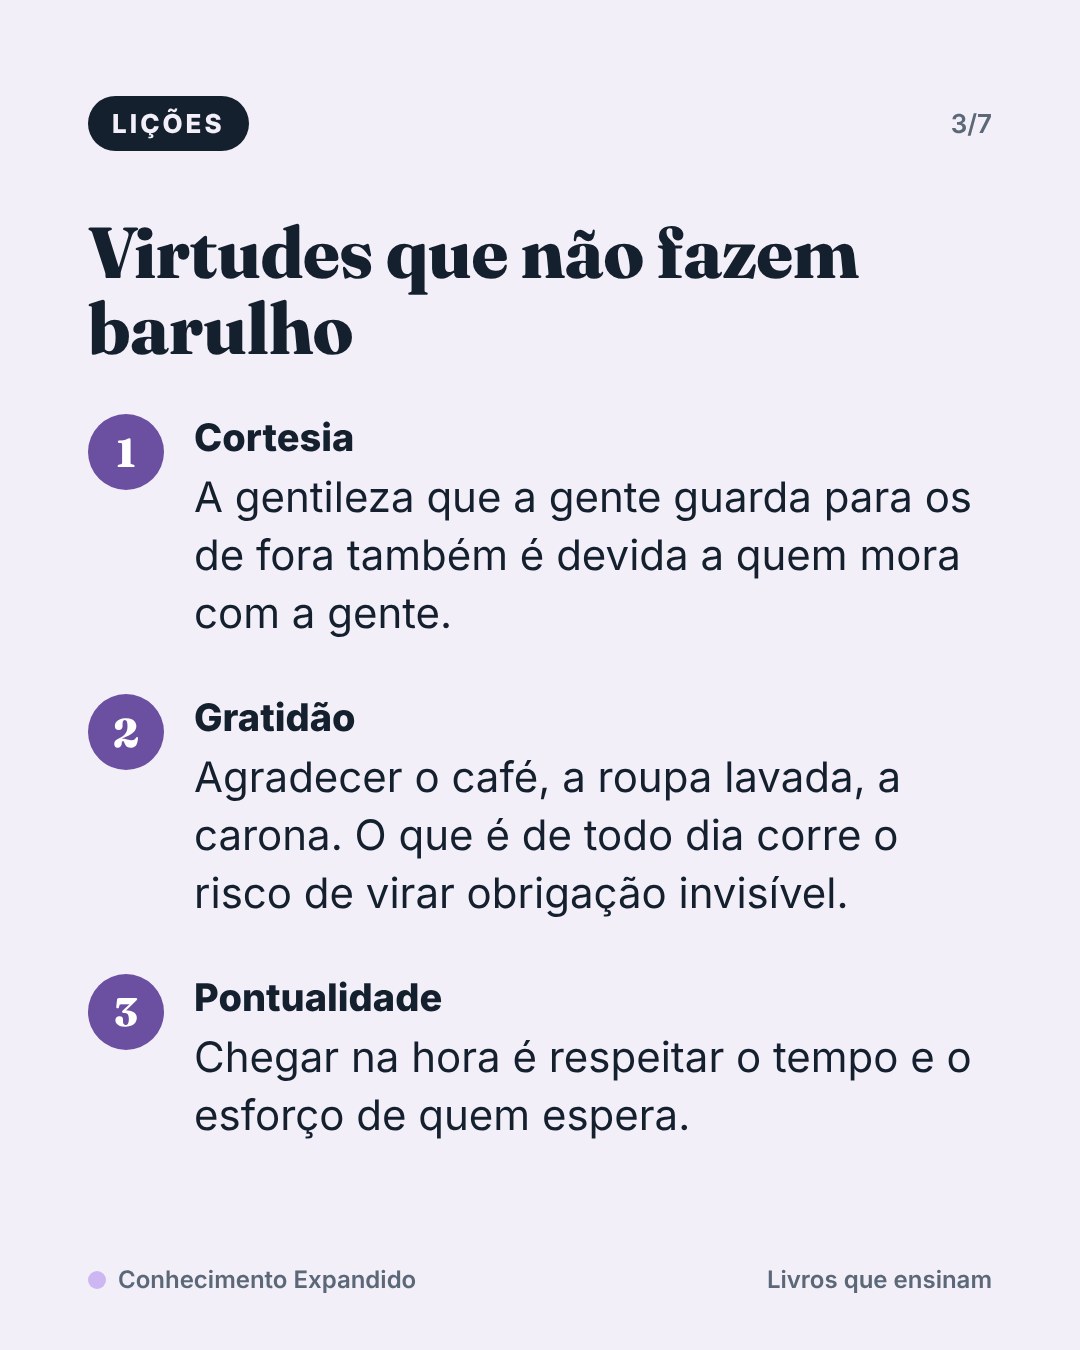 LIÇÕES
3/7
Virtudes que não fazem
barulho
1
Cortesia
A gentileza que a gente guarda para os
de fora também é devida a quem mora
com a gente.
2
Gratidão
Agradecer o café, a roupa lavada, a
carona. O que é de todo dia corre o
risco de virar obrigação invisível.
3
Pontualidade
Chegar na hora é respeitar o tempo e o
esforço de quem espera.
Conhecimento Expandido
Livros que ensinam